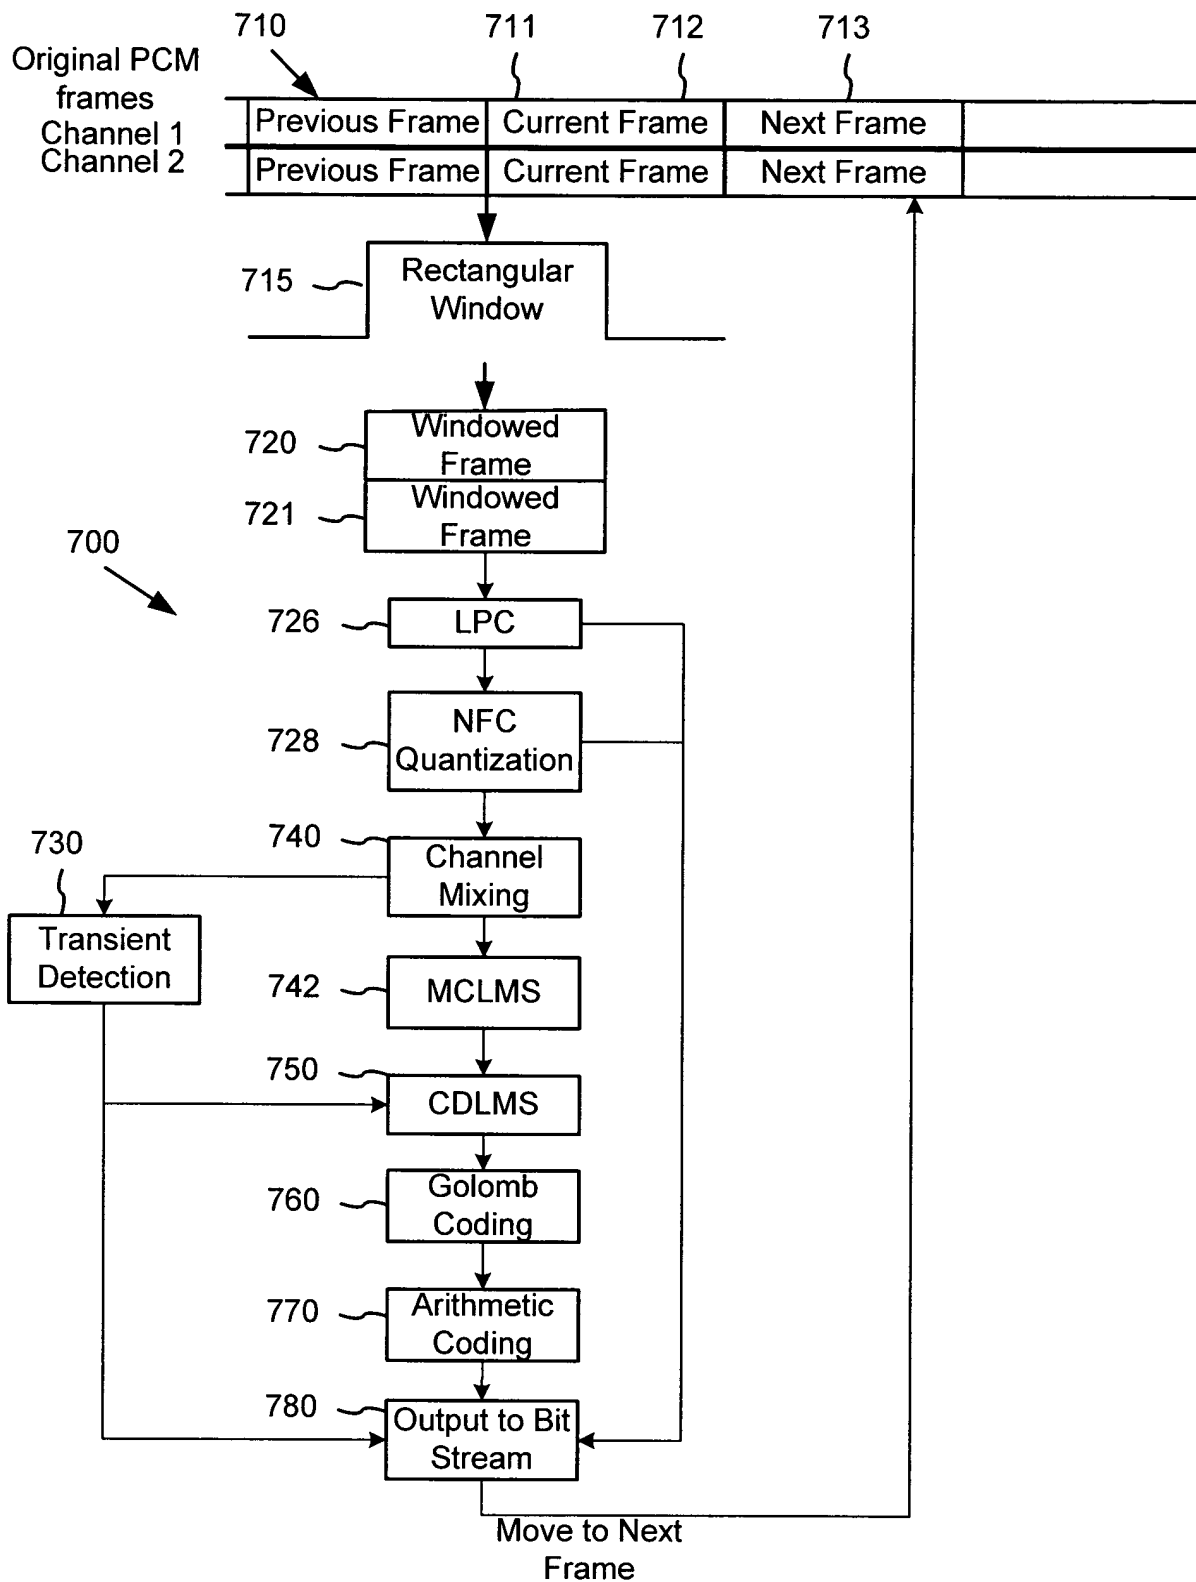 710
711
712
713
Original PCM
frames
Channel 1
Channel 2
Previous Frame
Current Frame
Next Frame
Previous Frame
Current Frame
Next Frame
715
Rectangular
Window
720
Windowed
Frame
721
Windowed
Frame
700
726
LPC
728
NFC
Quantization
740
Channel
Mixing
730
Transient
Detection
742
MCLMS
750
CDLMS
760
Golomb
Coding
770
Arithmetic
Coding
780
Output to Bit
Stream
Move to Next
Frame